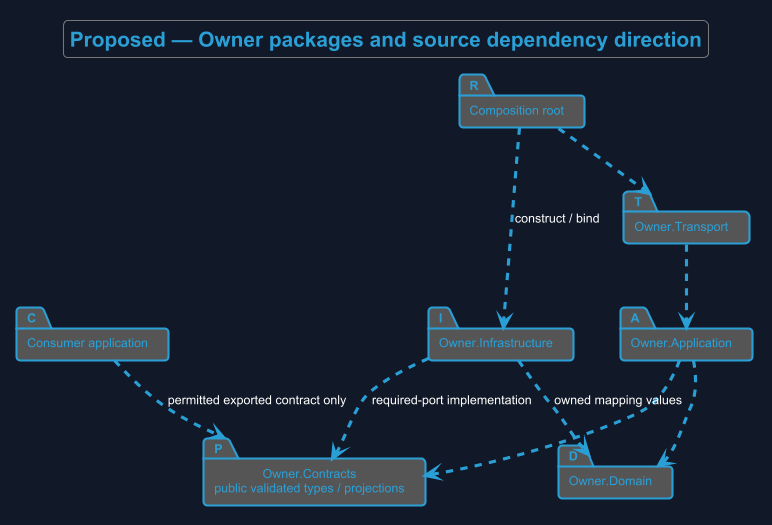 Proposed — Owner packages and source dependency direction
R
Composition root
T
construct / bind
Owner.Transport
C
I
A
Consumer application
Owner.Infrastructure
Owner.Application
permitted exported contract only
required-port implementation
owned mapping values
P
D
Owner.Contracts
public validated types / projections
Owner.Domain